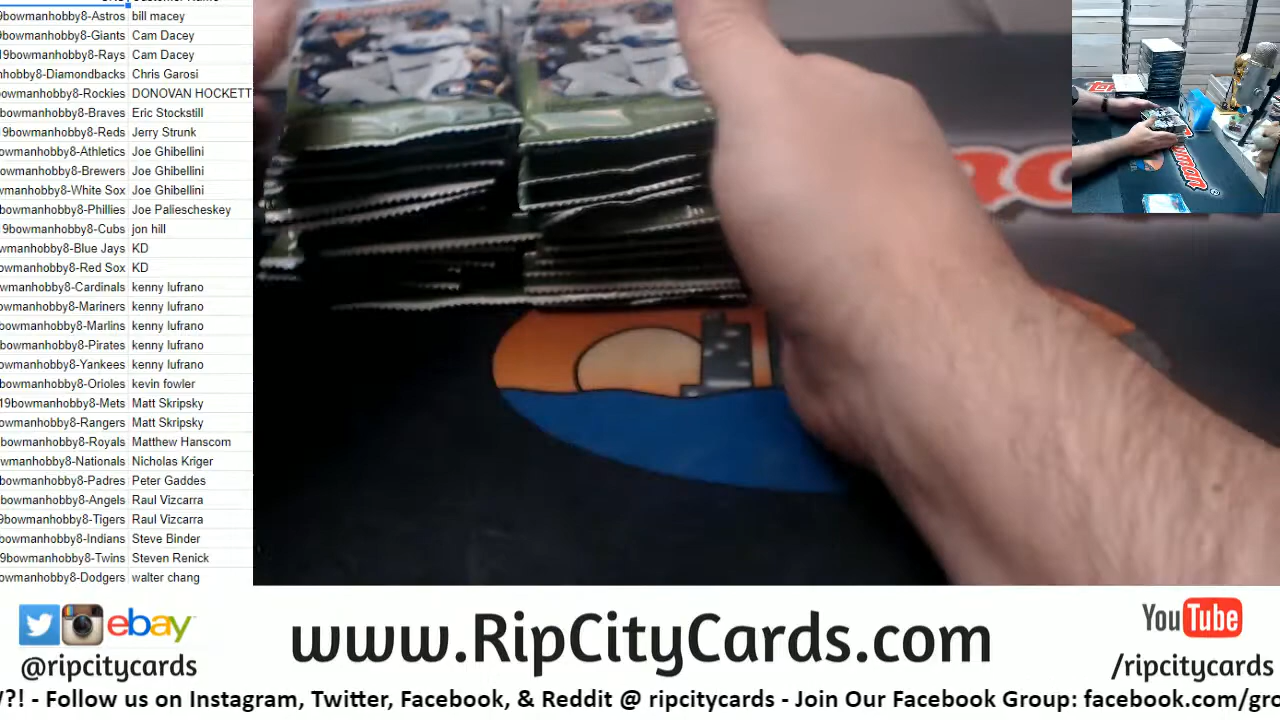 9bowmanhobby8-Astros bill macey
9bowmanhobby8-Giants Cam Dacey
19bowmanhobby8-Rays Cam Dacey
nhobby8-Diamondbacks Chris Garosi
bowmanhobby8-Rockies DONOVAN HOCKETT
bowmanhobby8-Braves Eric Stockstill
9bowmanhobby8-Reds Jerry Strunk
owmanhobby8-Athletics Joe Ghibellini
owmanhobby8-Brewers Joe Ghibellini
wmanhobby8-White Sox Joe Ghibellini
owmanhobby8-Phillies Joe Paliescheskey
9bowmanhobby8-Cubs jon hill
owmanhobby8-Blue Jays KD
owmanhobby8-Red Sox KD
owmanhobby8-Cardinals kenny lufrano
owmanhobby8-Mariners kenny lufrano
bowmanhobby8-Marlins kenny lufrano
bowmanhobby8-Pirates kenny lufrano
owmanhobby8-Yankees kenny lufrano
bowmanhobby8-Orioles kevin fowler
19bowmanhobby8-Mets Matt Skripsky
owmanhobby8-Rangers Matt Skripsky
bowmanhobby8-Royals Matthew Hanscom
wmanhobby8-Nationals Nicholas Kriger
bowmanhobby8-Padres Peter Gaddes
bowmanhobby8-Angels Raul Vizcarra
9bowmanhobby8-Tigers Raul Vizcarra
owmanhobby8-Indians Steve Binder
9bowmanhobby8-Twins Steven Renick
owmanhobby8-Dodgers walter chang
ebay
@ripcitycards
www.RipCityCards.com
YouTube
/ripcitycards
?! - Follow us on Instagram, Twitter, Facebook, & Reddit @ ripcitycards - Join Our Facebook Group: facebook.com/gro